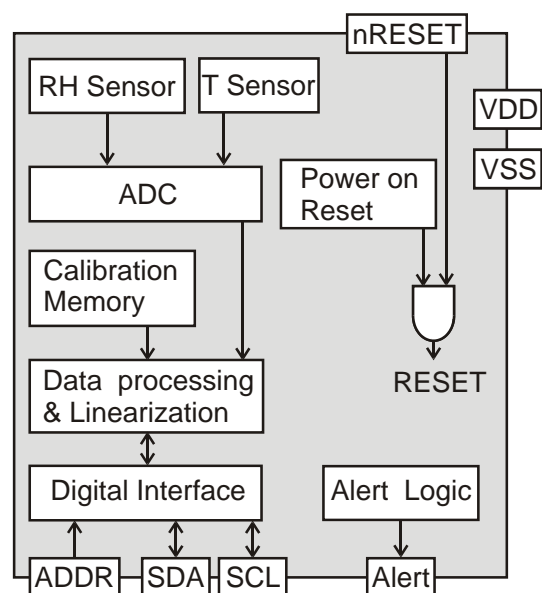 nRESET
RH Sensor
T Sensor
VDD
VSS
ADC
Power on
Reset
Calibration
Memory
RESET
Data processing
& Linearization
Digital Interface
Alert Logic
ADDR
SDA
SCL
Alert